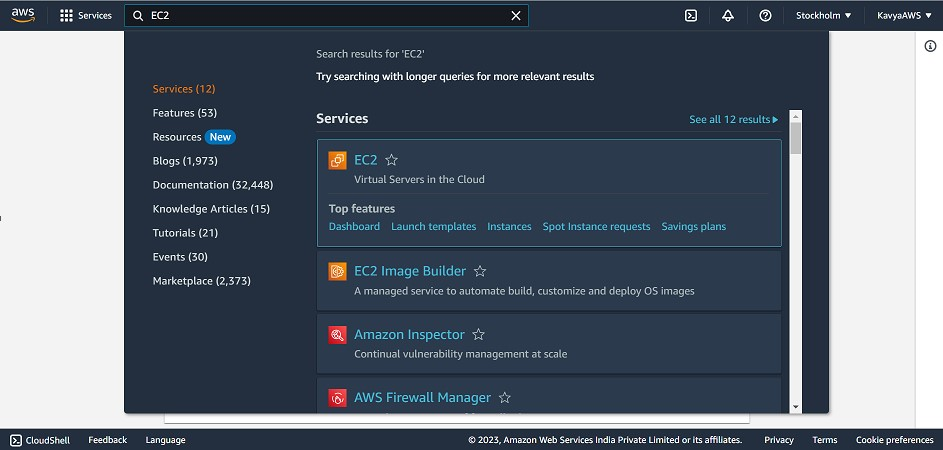 aws
Services
EC2
Stockholm ▼
KavyaAWS ▼
Search results for 'EC2'
Try searching with longer queries for more relevant results
Services (12)
Features (53)
Resources New
Blogs (1,973)
Documentation (32,448)
Knowledge Articles (15)
Tutorials (21)
Events (30)
Marketplace (2,373)
Services
See all 12 results ▶
EC2
Virtual Servers in the Cloud
Top features
Dashboard Launch templates Instances Spot Instance requests Savings plans
EC2 Image Builder
A managed service to automate build, customize and deploy OS images
Amazon Inspector
Continual vulnerability management at scale
AWS Firewall Manager
CloudShell Feedback Language © 2023, Amazon Web Services India Private Limited or its affiliates. Privacy Terms Cookie preferences